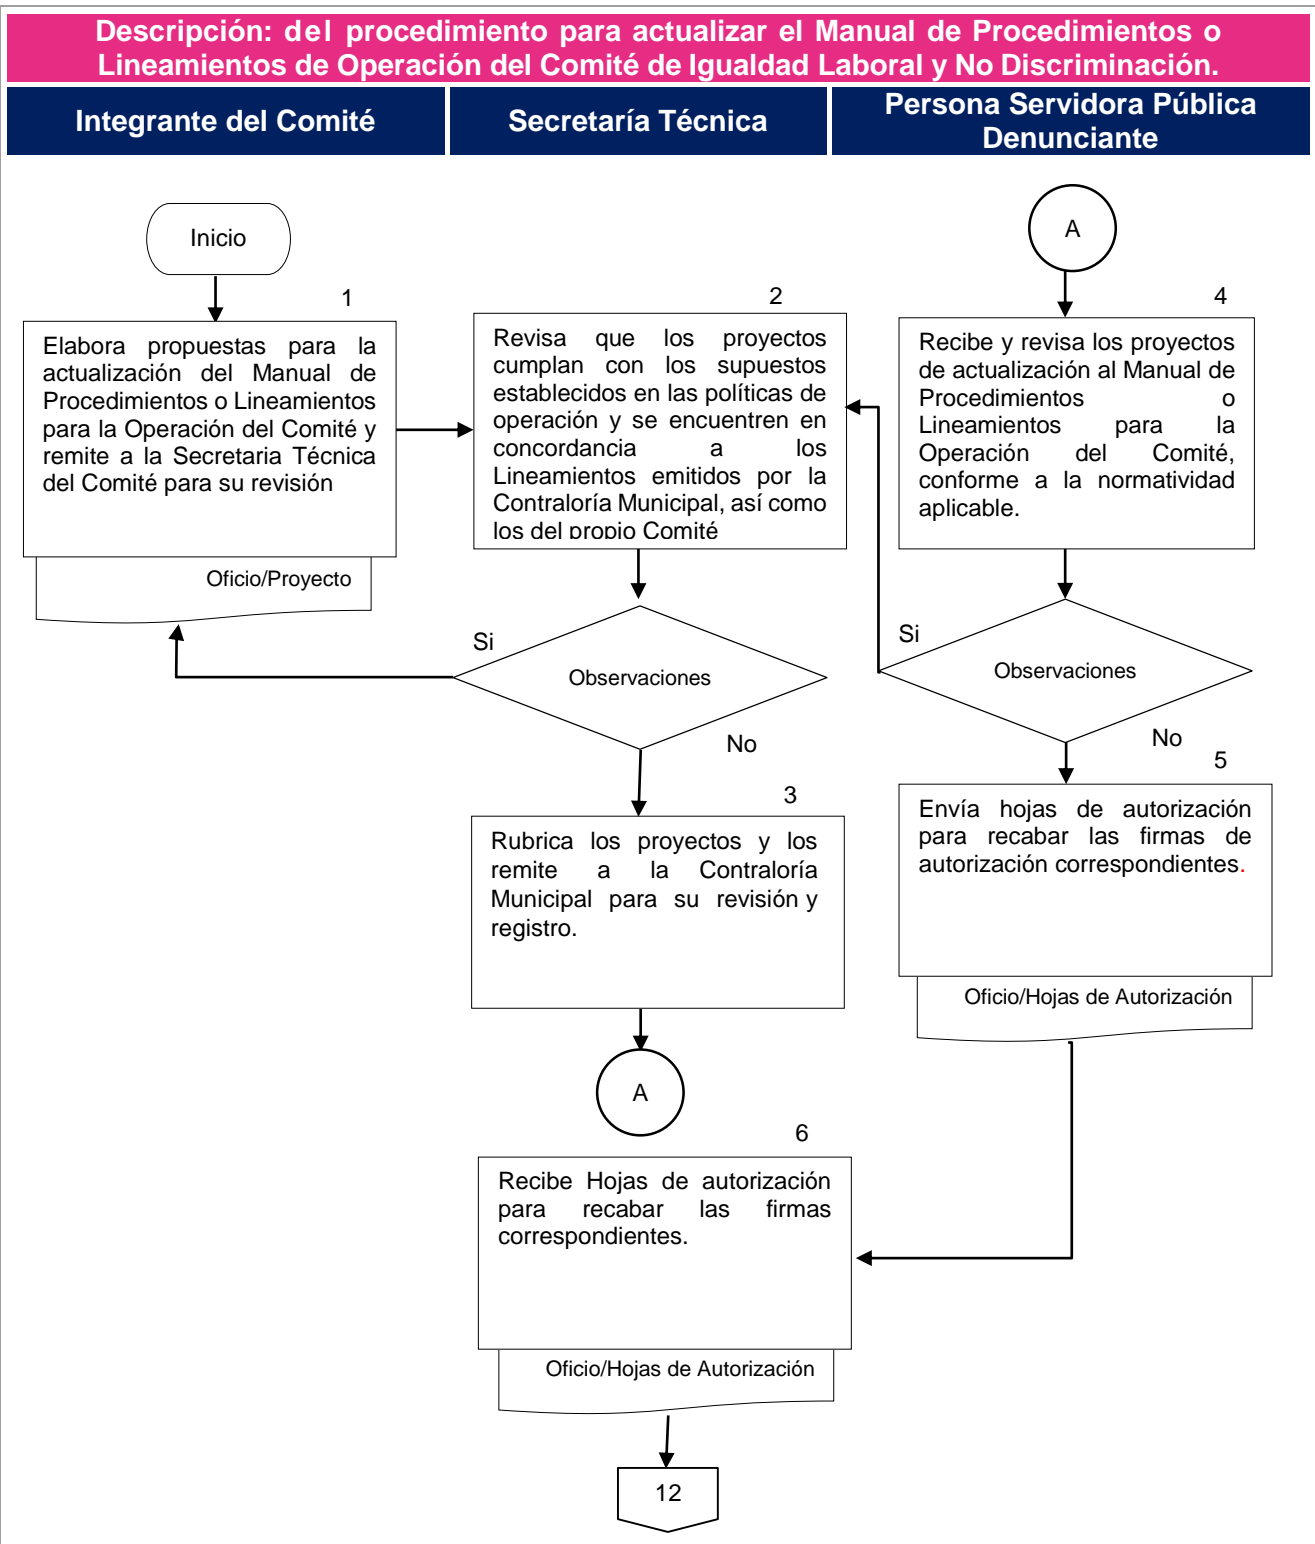 Descripción: del procedimiento para actualizar el Manual de Procedimientos o
Lineamientos de Operación del Comité de Igualdad Laboral y No Discriminación.
Integrante del Comité
Secretaría Técnica
Persona Servidora Pública
Denunciante
Inicio
1
Elabora propuestas para la
actualización del Manual de
Procedimientos o Lineamientos
para la Operación del Comité y
remite a la Secretaria Técnica
del Comité para su revisión
Oficio/Proyecto
2
Revisa que los proyectos
cumplan con los supuestos
establecidos en las políticas de
operación y se encuentren en
concordancia a los
Lineamientos emitidos por la
Contraloría Municipal, así como
los del propio Comité
Si
Observaciones
No
3
Rubrica los proyectos y los
remite a la Contraloría
Municipal para su revisión y
registro.
A
A
4
Recibe y revisa los proyectos
de actualización al Manual de
Procedimientos o
Lineamientos para la
Operación del Comité,
conforme a la normatividad
aplicable.
Si
Observaciones
No
5
Envía hojas de autorización
para recabar las firmas de
autorización correspondientes.
Oficio/Hojas de Autorización
6
Recibe Hojas de autorización
para recabar las firmas
correspondientes.
Oficio/Hojas de Autorización
12